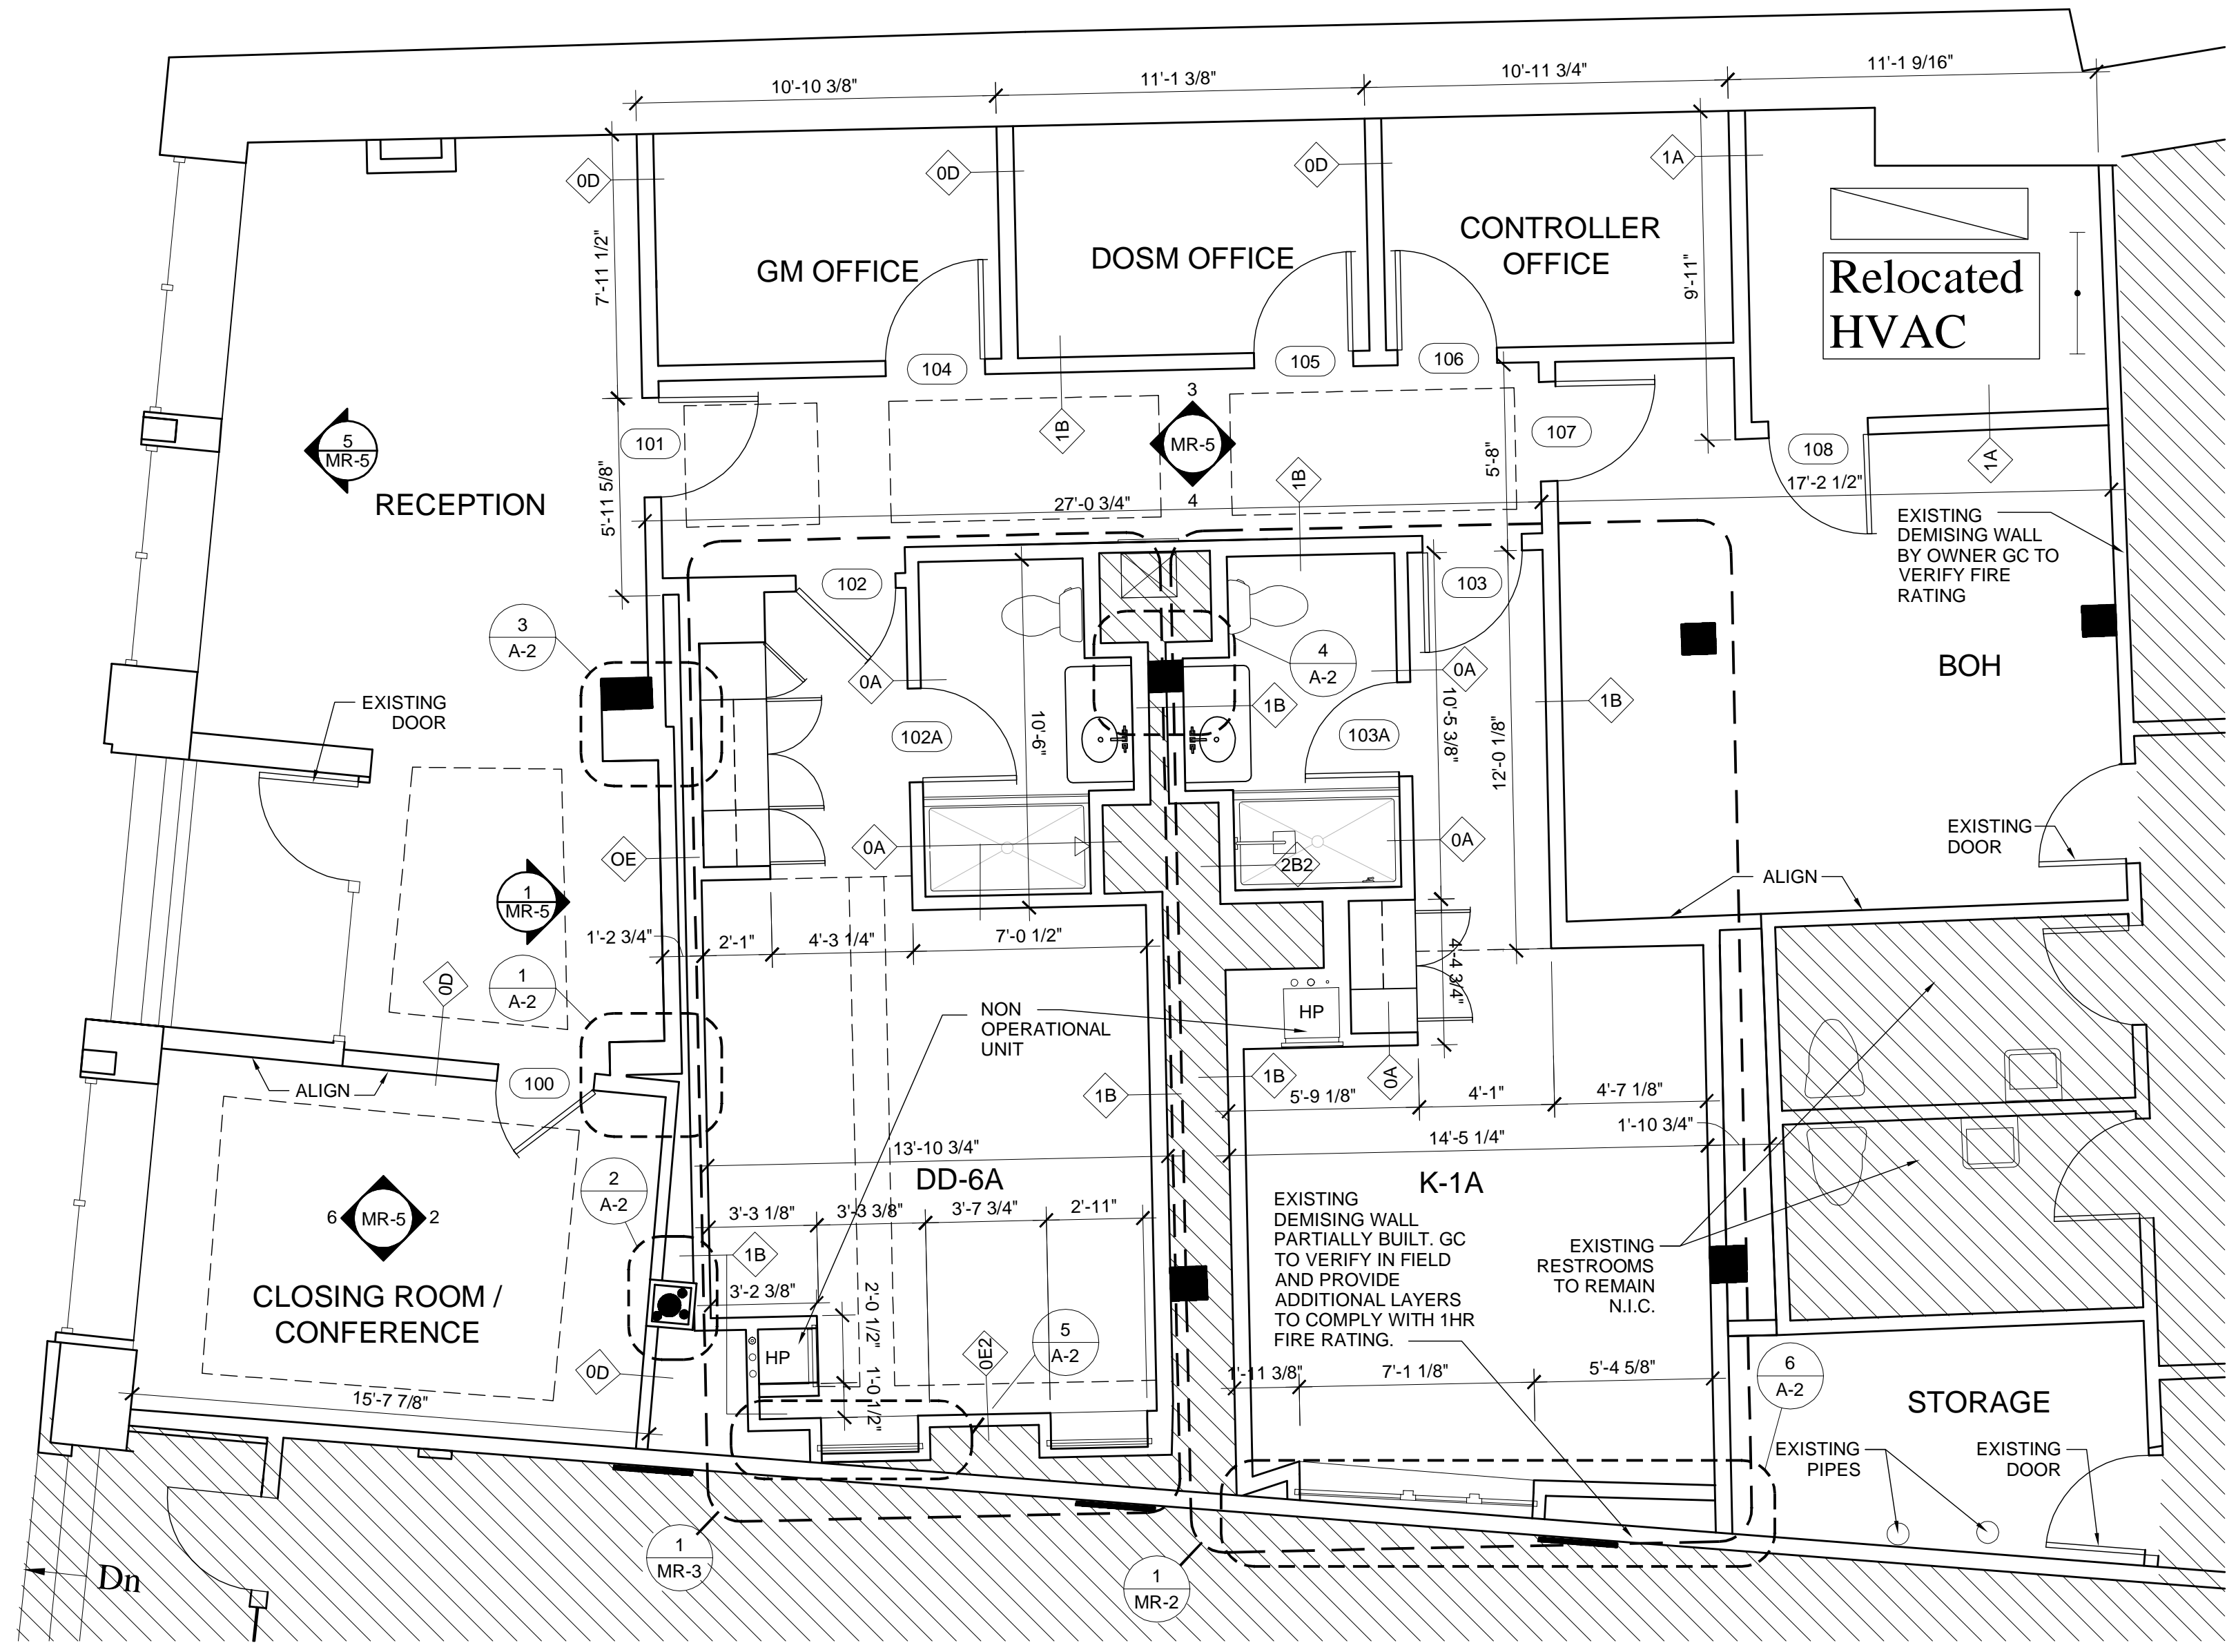 10'-10 3/8"
11'-1 3/8"
10'-11 3/4"
11'-1 9/16"
0D
0D
0D
1A
7'-11 1/2"
GM OFFICE
DOSM OFFICE
CONTROLLER
OFFICE
9'-11"
Relocated
HVAC
104
105
106
3
MR-5
4
1B
101
107
108
5
MR-5
RECEPTION
5'-11 5/8"
5'-8"
1B
1A
27'-0 3/4"
17'-2 1/2"
EXISTING
DEMISING WALL
BY OWNER GC TO
VERIFY FIRE
RATING
102
103
3
A-2
4
A-2
0A
0A
BOH
1B
1B
EXISTING
DOOR
102A
10'-6"
103A
10'-5 3/8"
12'-0 1/8"
OE
0A
2B2
0A
EXISTING
DOOR
ALIGN
1
MR-5
1'-2 3/4"
2'-1"
4'-3 1/4"
7'-0 1/2"
4'-4 3/4"
0D
1
A-2
NON
OPERATIONAL
UNIT
HP
100
ALIGN
1B
1B
0A
5'-9 1/8"
4'-1"
4'-7 1/8"
1'-10 3/4"
13'-10 3/4"
14'-5 1/4"
DD-6A
K-1A
2
A-2
6
MR-5
2
3'-3 1/8"
3'-3 3/8"
3'-7 3/4"
2'-11"
EXISTING
DEMISING WALL
PARTIALLY BUILT. GC
TO VERIFY IN FIELD
AND PROVIDE
ADDITIONAL LAYERS
TO COMPLY WITH 1HR
FIRE RATING.
EXISTING
RESTROOMS
TO REMAIN
N.I.C.
1B
3'-2 3/8"
CLOSING ROOM /
CONFERENCE
2'-0 1/2"
1'-0 1/2"
HP
0E2
5
A-2
0D
15'-7 7/8"
1'-11 3/8"
7'-1 1/8"
5'-4 5/8"
6
A-2
STORAGE
EXISTING
PIPES
EXISTING
DOOR
1
MR-3
1
MR-2
Dn